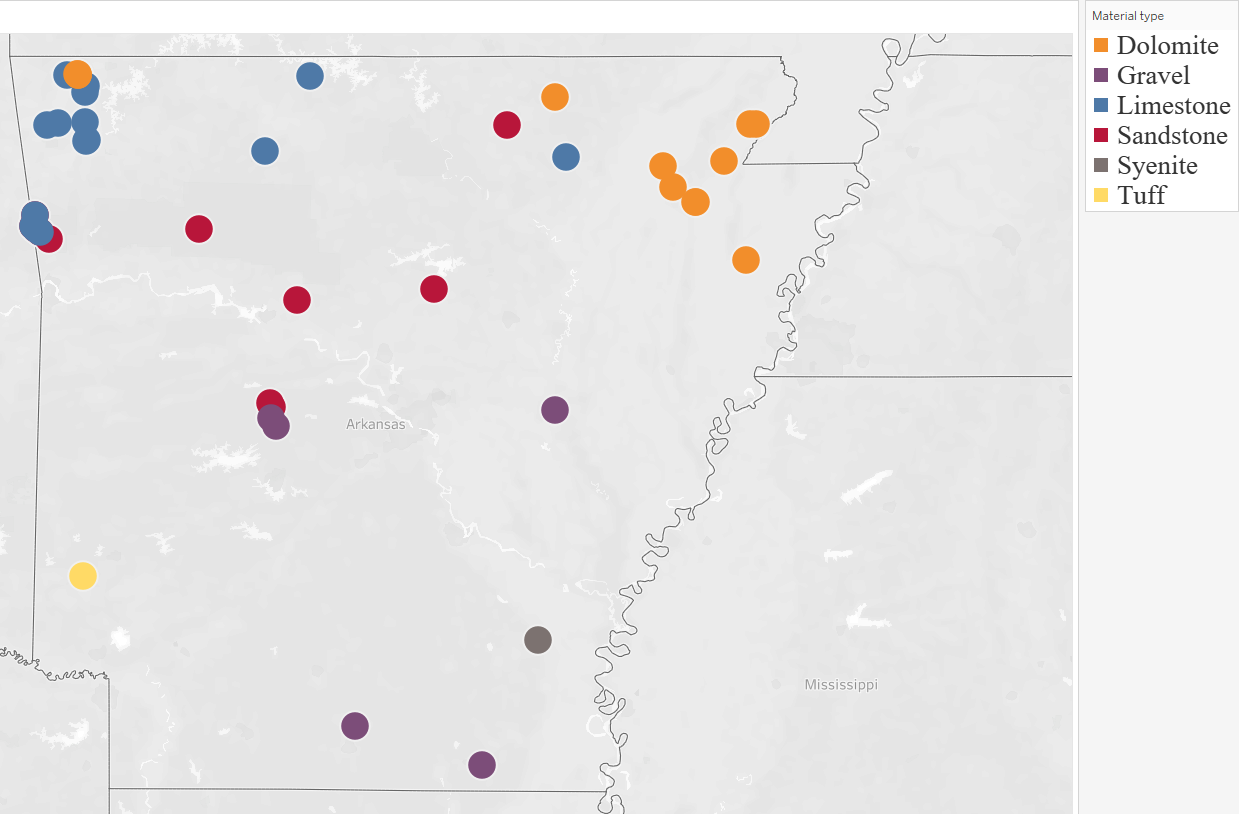 Material type
Dolomite
Gravel
Limestone
Sandstone
Syenite
Tuff
Arkansas
Mississippi